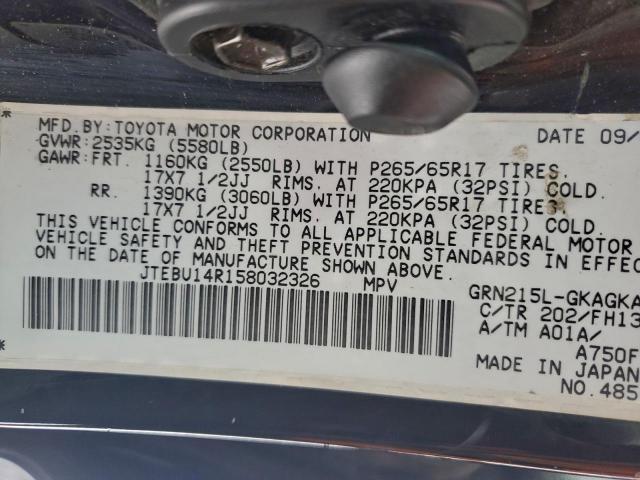 MFD.BY:TOYOTA MOTOR CORPORATION DATE 09/
GVWR:2535KG (5580LB)
GAWR:FRT. 1160KG (2550LB) WITH P265/65R17 TIRES.
17X7 1/2JJ RIMS. AT 220KPA (32PSI) COLD.
RR. 1390KG (3060LB) WITH P265/65R17 TIRES.
17X7 1/2JJ RIMS. AT 220KPA (32PSI) COLD.
THIS VEHICLE CONFORMS TO ALL APPLICABLE FEDERAL MOTOR
VEHICLE SAFETY AND THEFT PREVENTION STANDARDS IN EFFEC
ON THE DATE OF MANUFACTURE SHOWN ABOVE.
JTEBU14R158032326 MPV GRN215L-GKAGKA
C/TR 202/FH13
A/TM A01A/
A750F
MADE IN JAPAN
NO.485